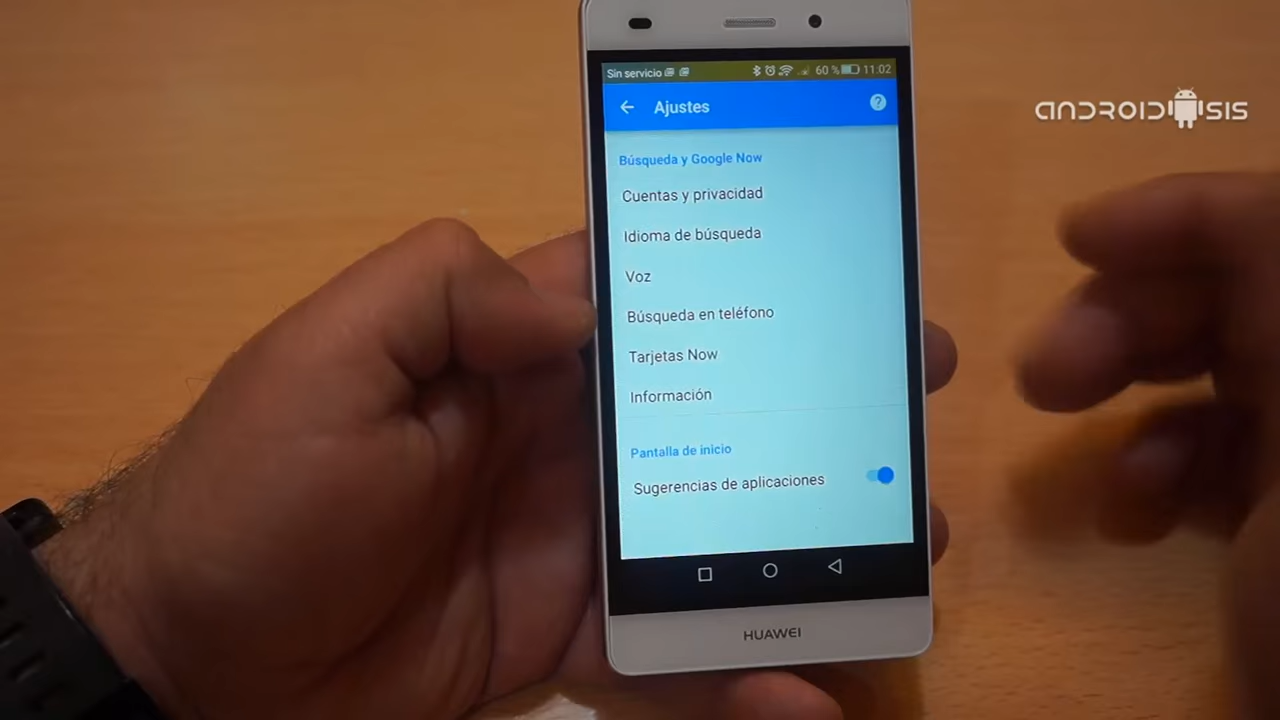 Sin servicio 60 % 11:02
Ajustes
Búsqueda y Google Now
Cuentas y privacidad
Idioma de búsqueda
Voz
Búsqueda en teléfono
Tarjetas Now
Información
Pantalla de inicio
Sugerencias de aplicaciones
HUAWEI
ANDROIDSIS